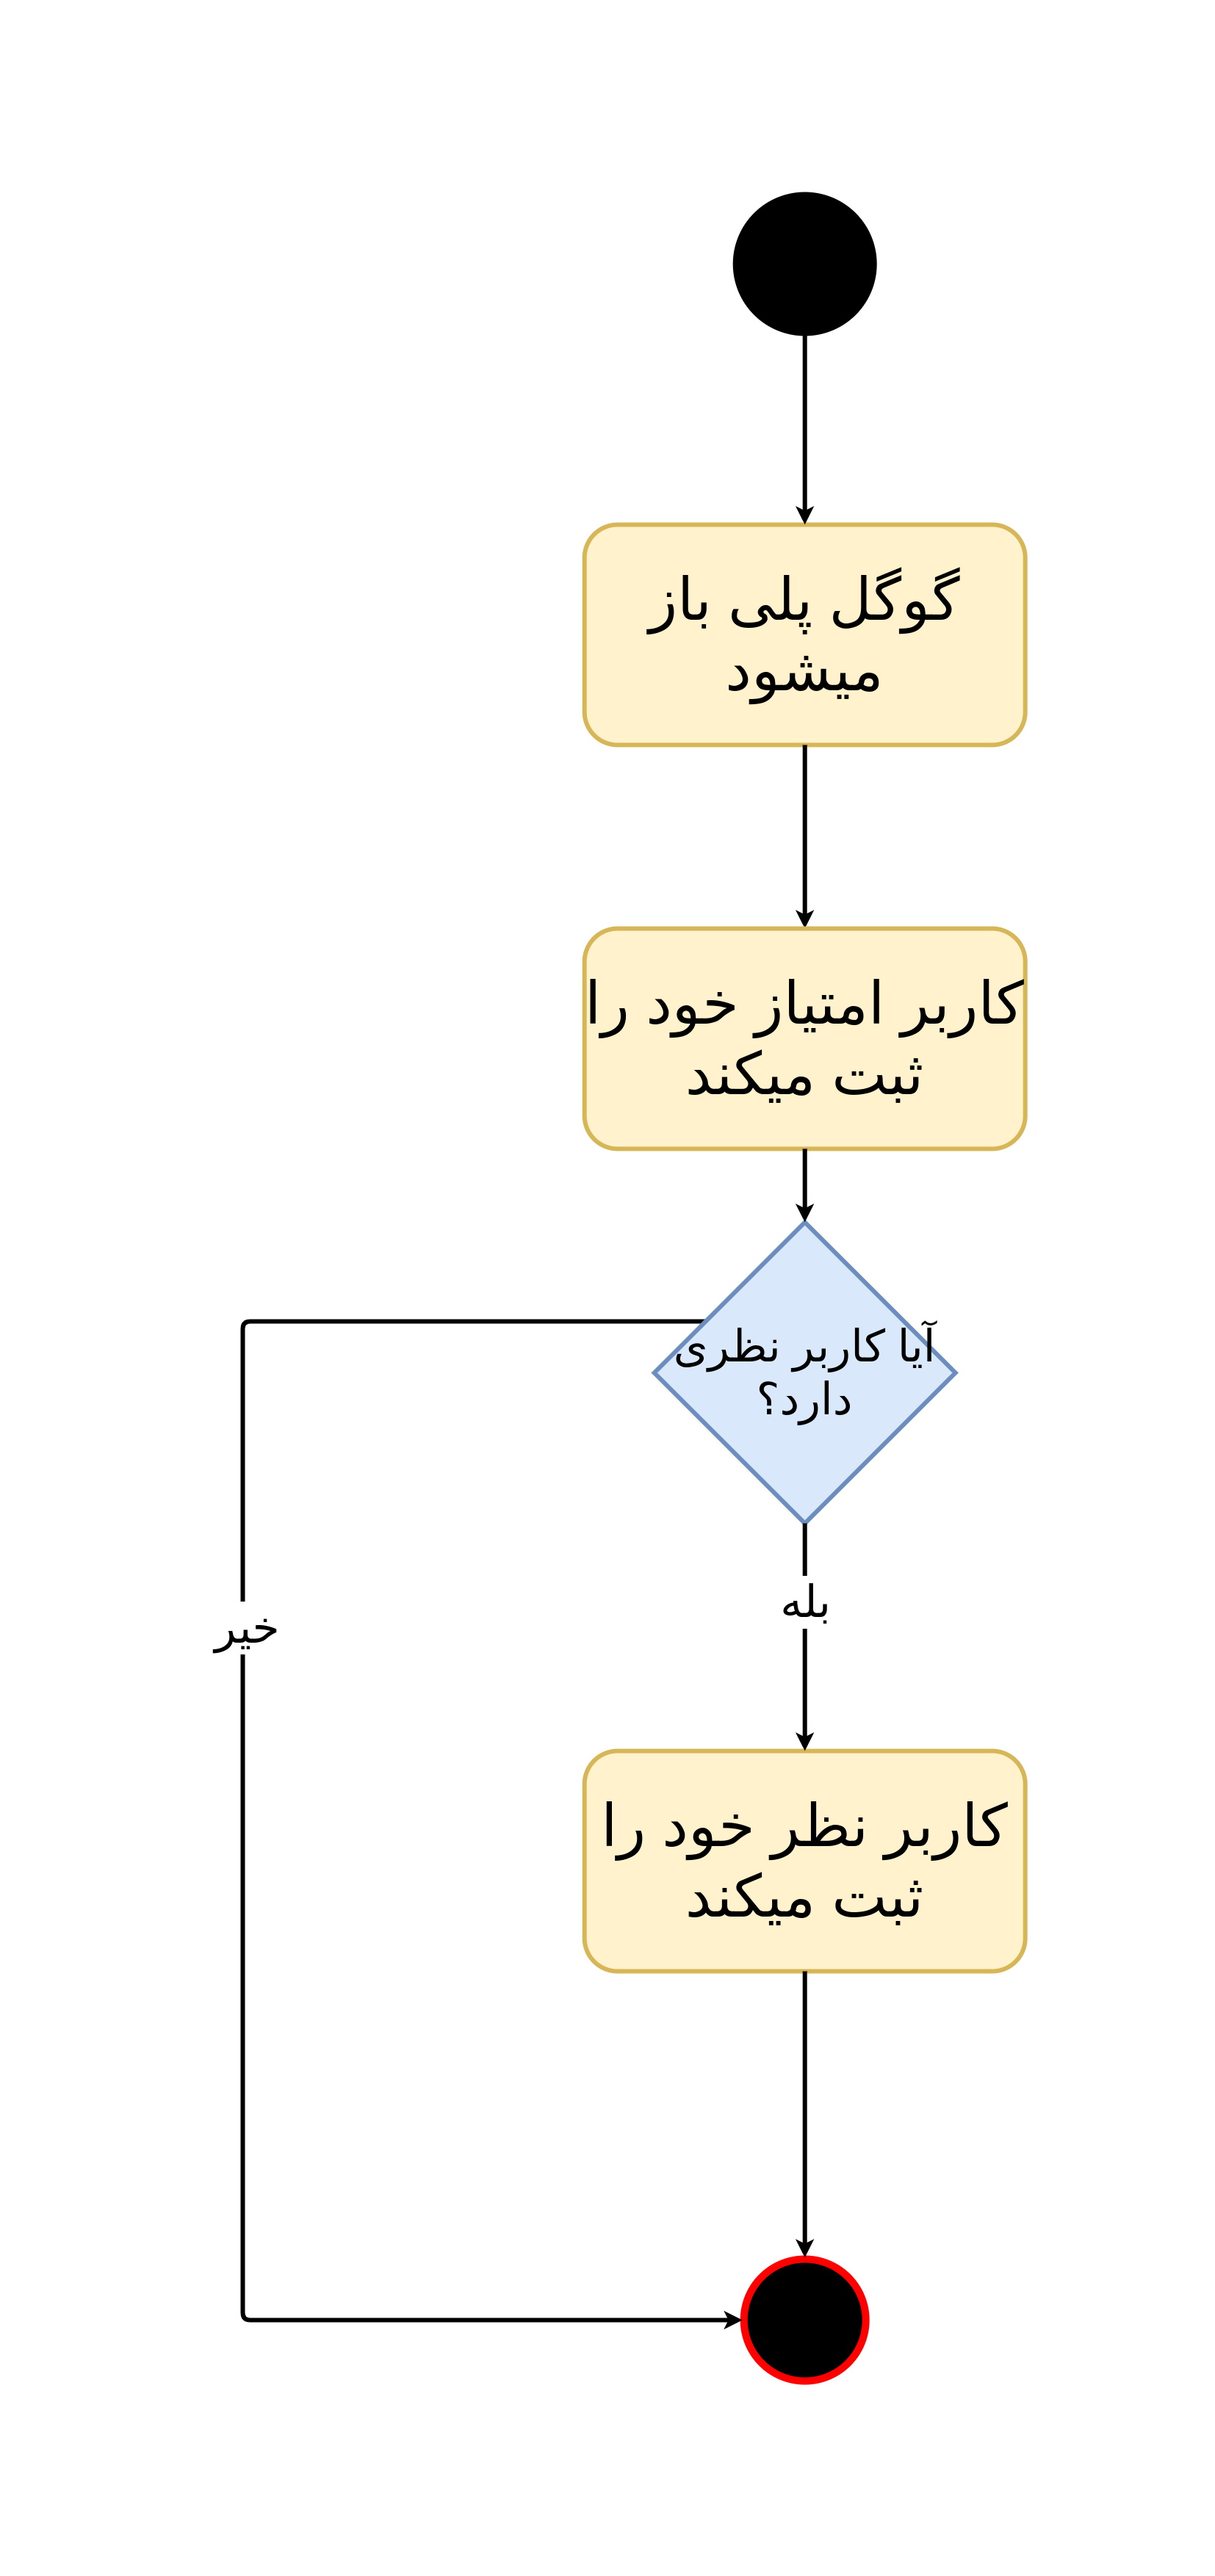 گوگل پلی باز
میشود
کاربر امتیاز خود را
ثبت میکند
آیا کاربر نظری
دارد؟
بله
خیر
کاربر نظر خود را
ثبت میکند